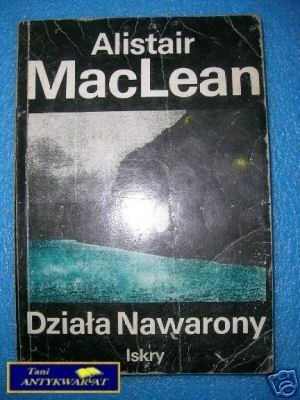 Alistair
MacLean
Działa Nawarony
Iskry
Tani
ANTYKWARIAT